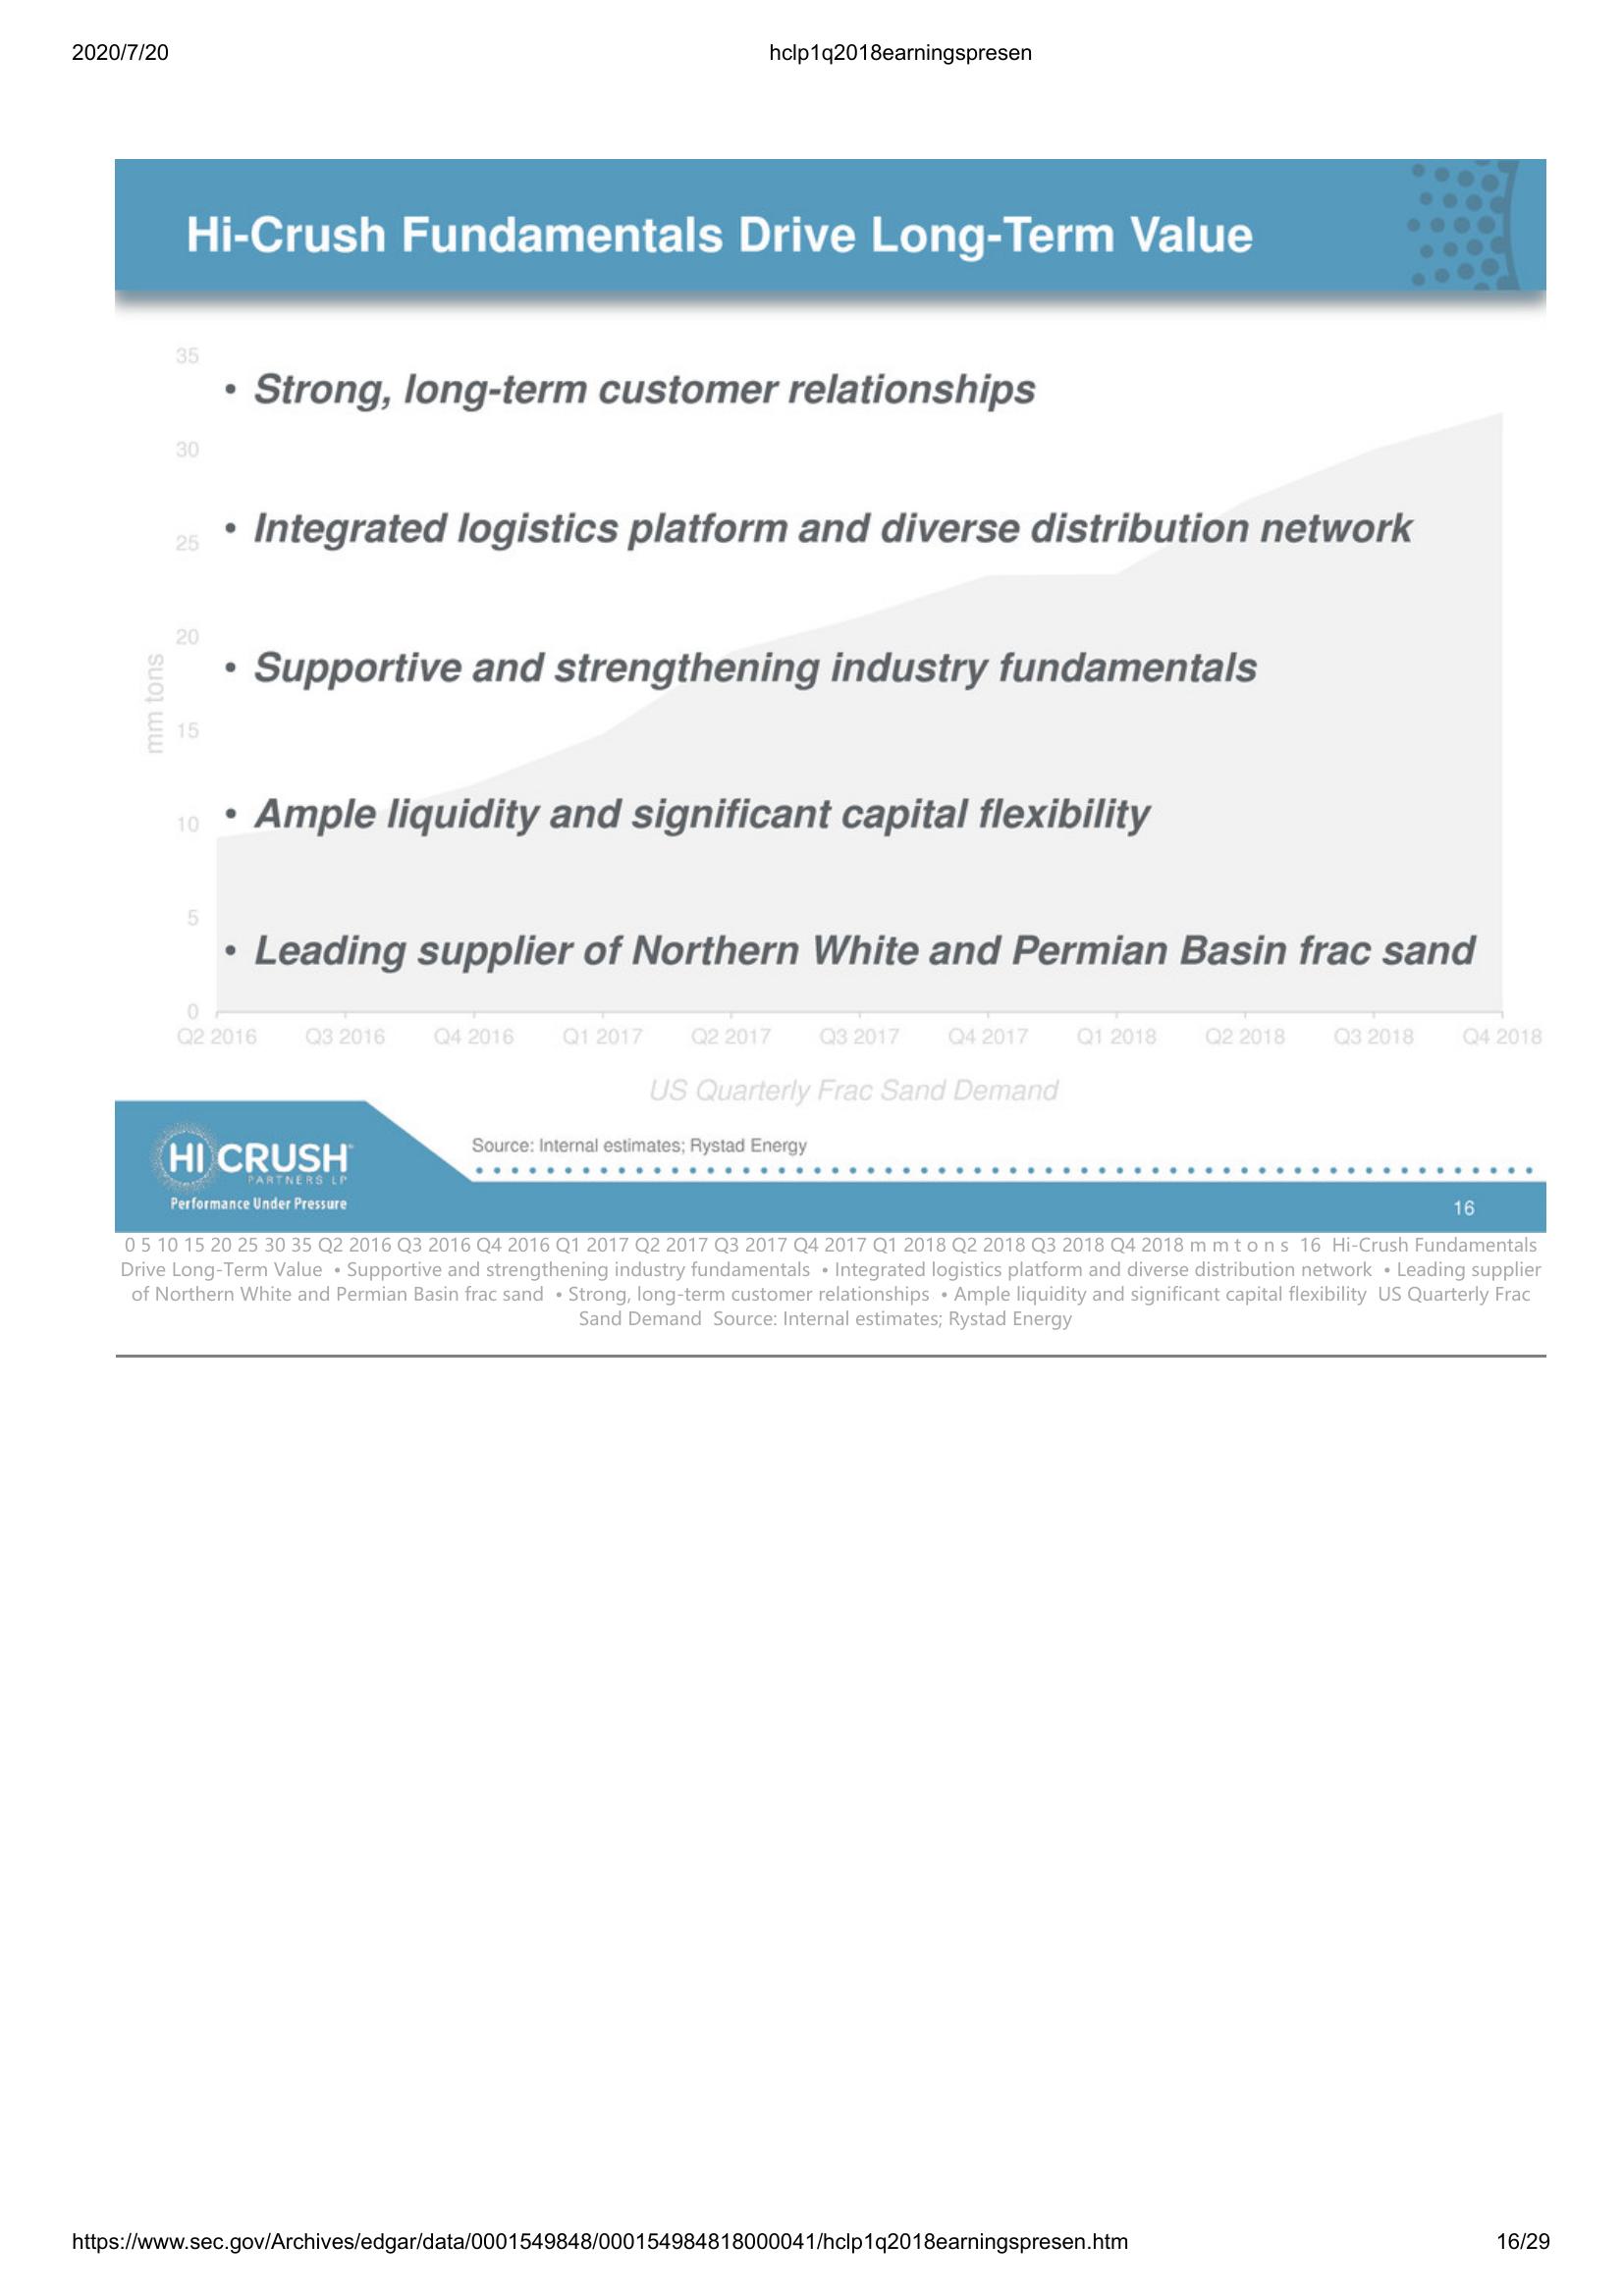 2020/7/20
hclp1q2018earningspresen
Hi-Crush Fundamentals Drive Long-Term Value
35
• Strong, long-term customer relationships
30
• Integrated logistics platform and diverse distribution network
25
20
• Supportive and strengthening industry fundamentals
mm tons
15
• Ample liquidity and significant capital flexibility
10
5
• Leading supplier of Northern White and Permian Basin frac sand
0
Q2 2016 Q3 2016 Q4 2016 Q1 2017 Q2 2017 Q3 2017 Q4 2017 Q1 2018 Q2 2018 Q3 2018 Q4 2018
US Quarterly Frac Sand Demand
HI CRUSH
PARTNERS LP
Performance Under Pressure
Source: Internal estimates; Rystad Energy
16
0 5 10 15 20 25 30 35 Q2 2016 Q3 2016 Q4 2016 Q1 2017 Q2 2017 Q3 2017 Q4 2017 Q1 2018 Q2 2018 Q3 2018 Q4 2018 m m t o n s 16 Hi-Crush Fundamentals
Drive Long-Term Value • Supportive and strengthening industry fundamentals • Integrated logistics platform and diverse distribution network • Leading supplier
of Northern White and Permian Basin frac sand • Strong, long-term customer relationships • Ample liquidity and significant capital flexibility US Quarterly Frac
Sand Demand Source: Internal estimates; Rystad Energy
https://www.sec.gov/Archives/edgar/data/0001549848/000154984818000041/hclp1q2018earningspresen.htm
16/29